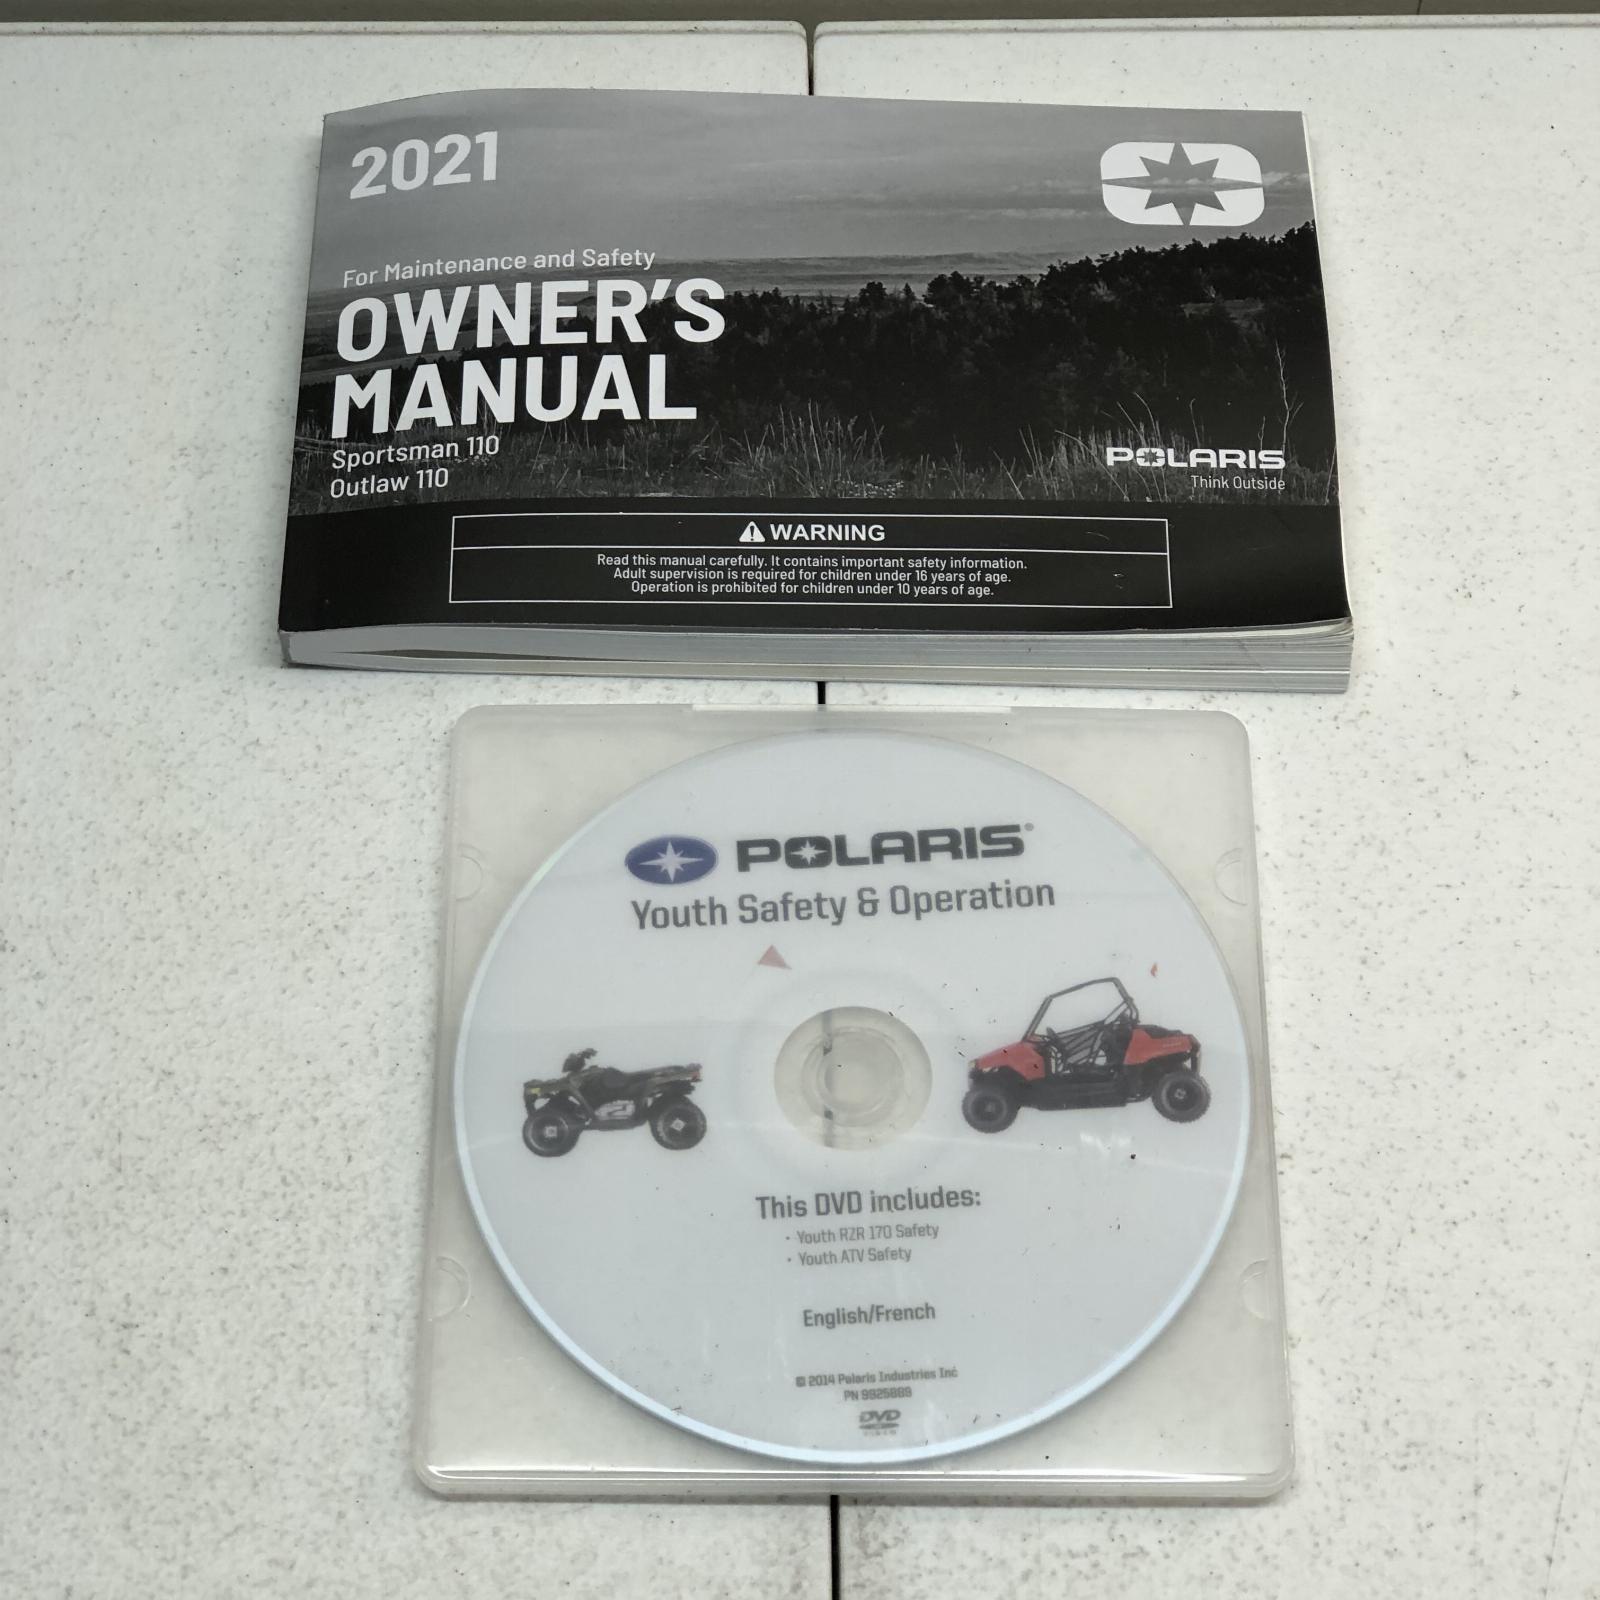 2021
For Maintenance and Safety
OWNER'S
MANUAL
Sportsman 110
Outlaw 110
POLARIS
Think Outside
WARNING
Read this manual carefully. It contains important safety information.
Adult supervision is required for children under 16 years of age.
Operation is prohibited for children under 10 years of age.
POLARIS®
Youth Safety & Operation
This DVD includes:
• Youth RZR 170 Safety
• Youth ATV Safety
English/French
© 2014 Polaris Industries Inc
PN 9925889
DVD
VIDEO